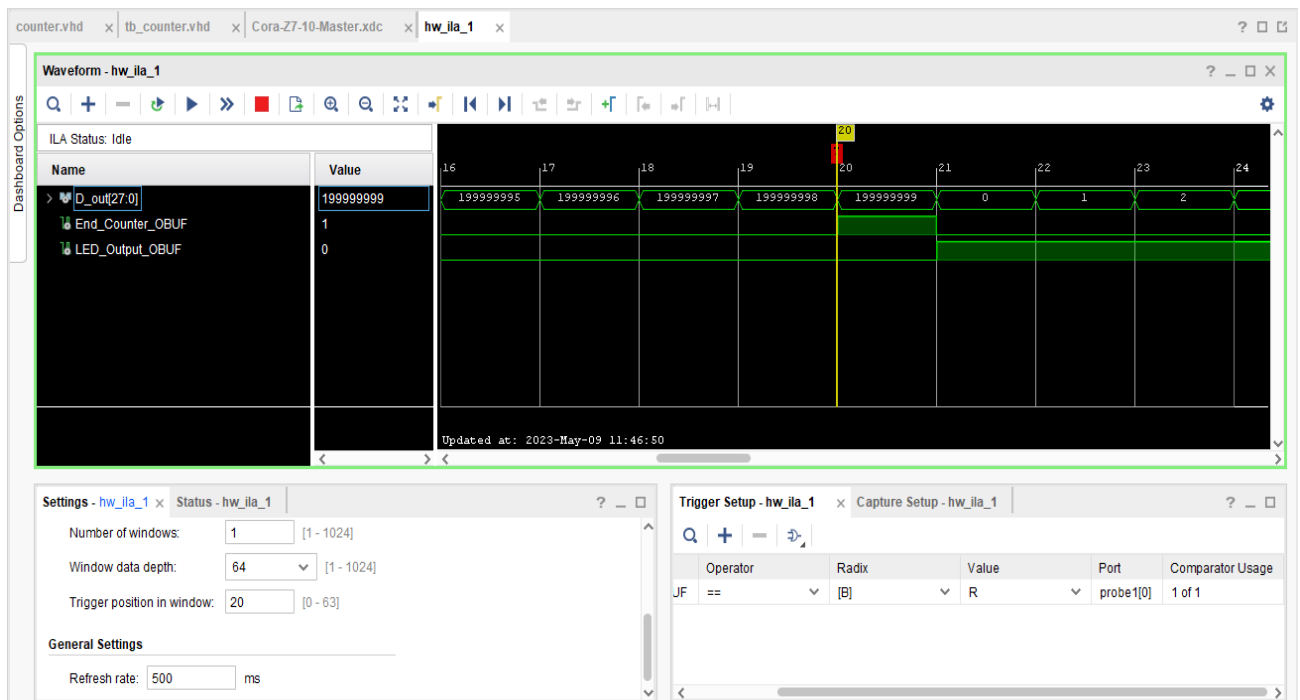 counter.vhd × tb_counter.vhd × Cora-Z7-10-Master.xdc × hw_ila_1 × ?
Dashboard Options
Waveform - hw_ila_1 ?
ILA Status: Idle
20
Name Value 16 17 18 19 20 21 22 23 24
D_out[27:0] 199999999 199999995 199999996 199999997 199999998 199999999 0 1 2
End_Counter_OBUF 1
LED_Output_OBUF 0
Updated at: 2023-May-09 11:46:50
Settings - hw_ila_1 × Status - hw_ila_1 ?
Number of windows: 1 [1 - 1024]
Window data depth: 64 [1 - 1024]
Trigger position in window: 20 [0 - 63]
General Settings
Refresh rate: 500 ms
Trigger Setup - hw_ila_1 × Capture Setup - hw_ila_1 ?
Operator Radix Value Port Comparator Usage
UF == [B] R probe1[0] 1 of 1